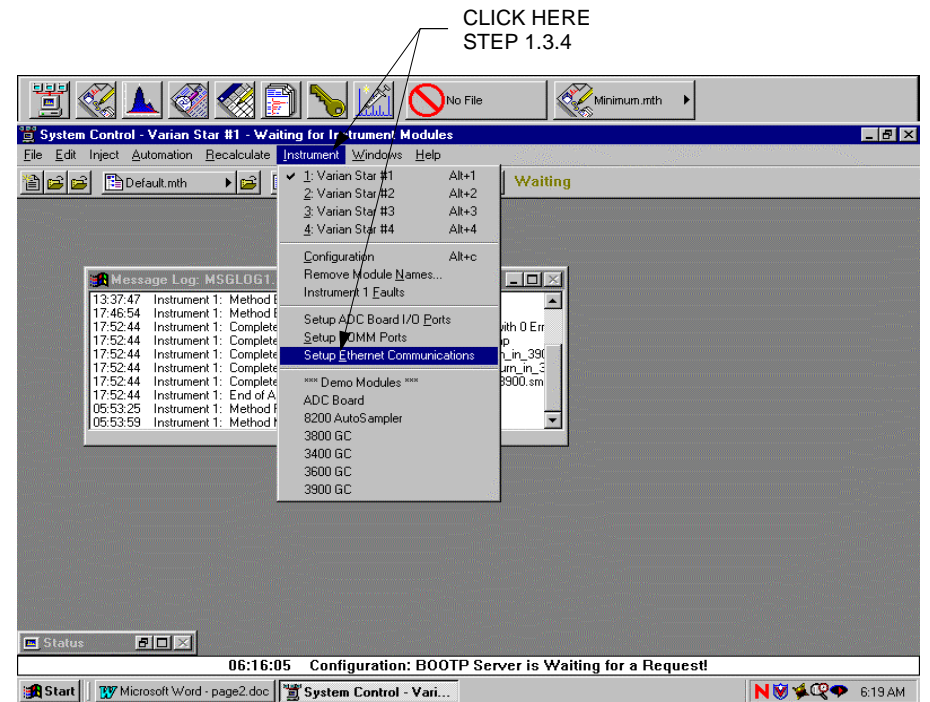 CLICK HERE
STEP 1.3.4
No File
Minimum.mth
System Control - Varian Star #1 - Waiting for Instrument Modules
File Edit Inject Automation Recalculate Instrument Windows Help
Default.mth
Waiting
1: Varian Star #1 Alt+1
2: Varian Star #2 Alt+2
3: Varian Star #3 Alt+3
4: Varian Star #4 Alt+4
Configuration Alt+c
Remove Module Names...
Instrument 1 Faults
Setup ADC Board I/O Ports
Setup COMM Ports
Setup Ethernet Communications
*** Demo Modules ***
ADC Board
8200 AutoSampler
3800 GC
3400 GC
3600 GC
3900 GC
Message Log: MSGLOG1.
13:37:47 Instrument 1: Method
17:46:54 Instrument 1: Method
17:52:44 Instrument 1: Complete with 0 Err
17:52:44 Instrument 1: Complete
17:52:44 Instrument 1: Complete n_in_390
17:52:44 Instrument 1: Complete urn_in_3
17:52:44 Instrument 1: Complete 3900.sm
17:52:44 Instrument 1: End of A
05:53:25 Instrument 1: Method
05:53:59 Instrument 1: Method
Status
06:16:05 Configuration: BOOTP Server is Waiting for a Request!
Start
Microsoft Word - page2.doc
System Control - Vari...
6:19 AM